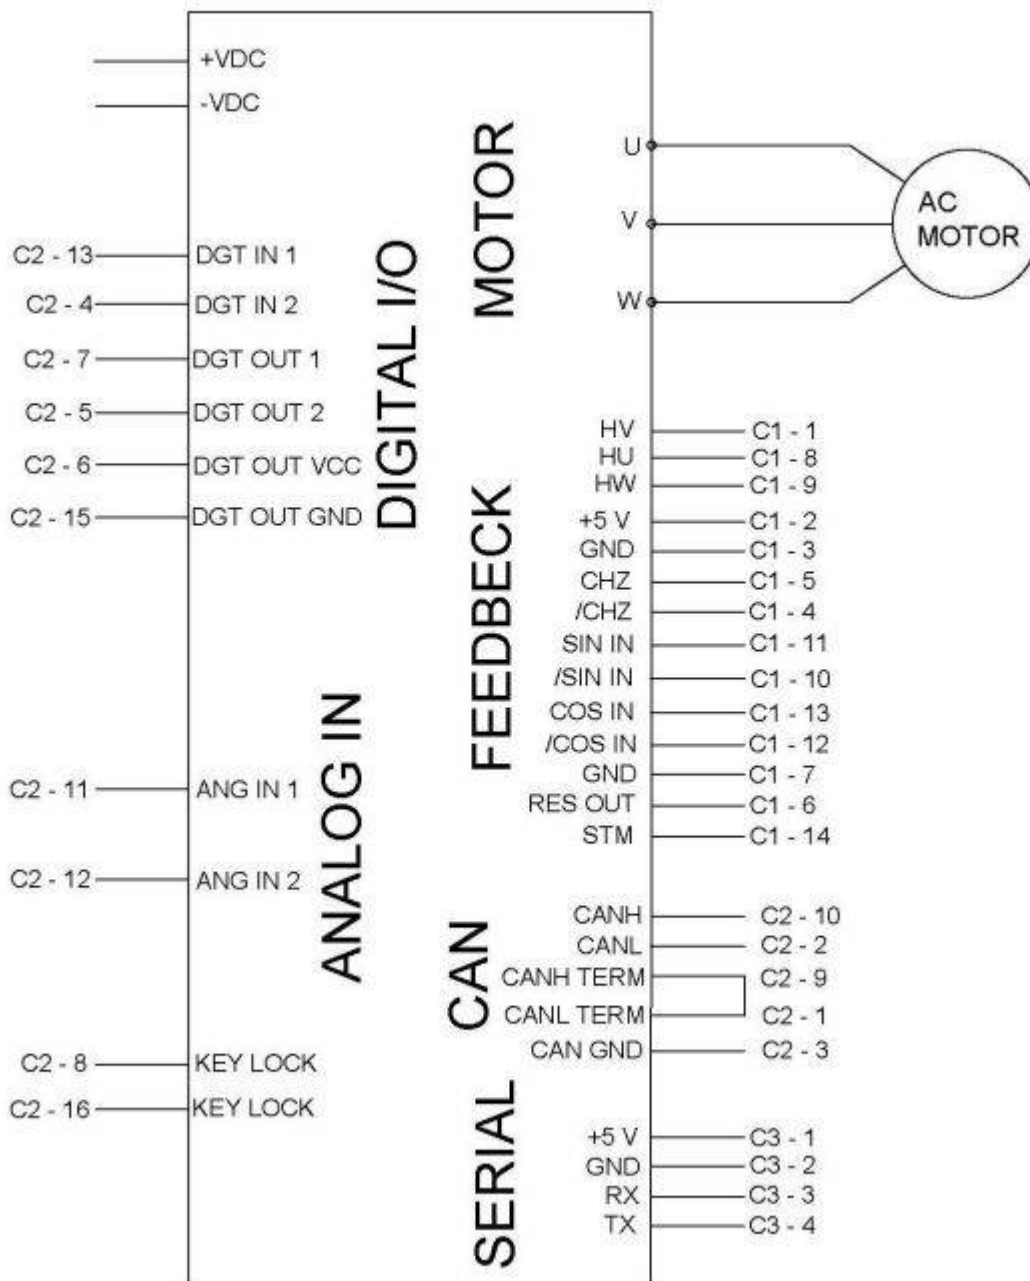 +VDC
-VDC
C2 - 13 DGT IN 1
C2 - 4 DGT IN 2
C2 - 7 DGT OUT 1
C2 - 5 DGT OUT 2
C2 - 6 DGT OUT VCC
C2 - 15 DGT OUT GND
DIGITAL I/O
C2 - 11 ANG IN 1
C2 - 12 ANG IN 2
ANALOG IN
C2 - 8 KEY LOCK
C2 - 16 KEY LOCK
MOTOR
U
V
W
AC
MOTOR
FEEDBECK
HV C1 - 1
HU C1 - 8
HW C1 - 9
+5 V C1 - 2
GND C1 - 3
CHZ C1 - 5
/CHZ C1 - 4
SIN IN C1 - 11
/SIN IN C1 - 10
COS IN C1 - 13
/COS IN C1 - 12
GND C1 - 7
RES OUT C1 - 6
STM C1 - 14
CAN
CANH C2 - 10
CANL C2 - 2
CANH TERM C2 - 9
CANL TERM C2 - 1
CAN GND C2 - 3
SERIAL
+5 V C3 - 1
GND C3 - 2
RX C3 - 3
TX C3 - 4